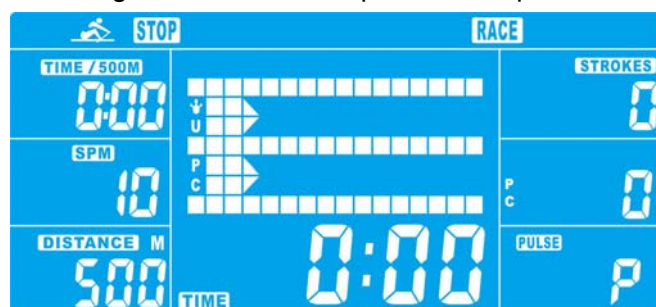 STOP RACE
TIME / 500M
0:00
STROKES
0
U
P
C
SPM
10
P
C
0
DISTANCE M
500
TIME
0:00
PULSE
P